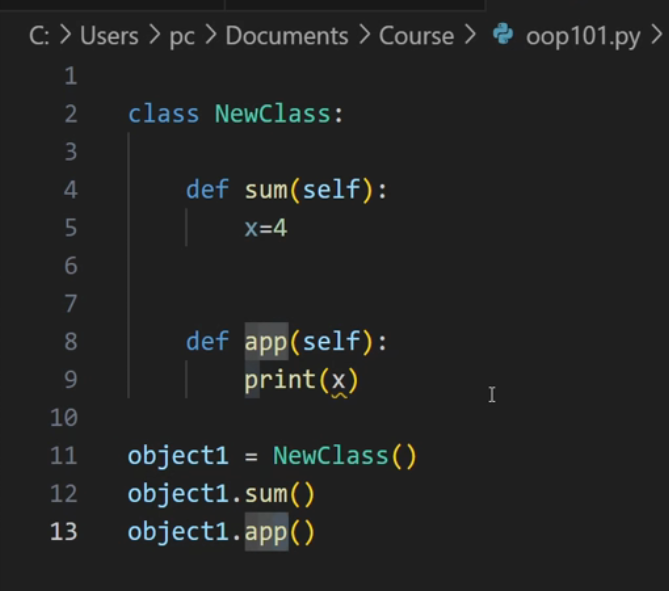 C: > Users > pc > Documents > Course > oop101.py >
1
2 class NewClass:
3
4     def sum(self):
5         x=4
6
7
8     def app(self):
9         print(x)
10
11 object1 = NewClass()
12 object1.sum()
13 object1.app()